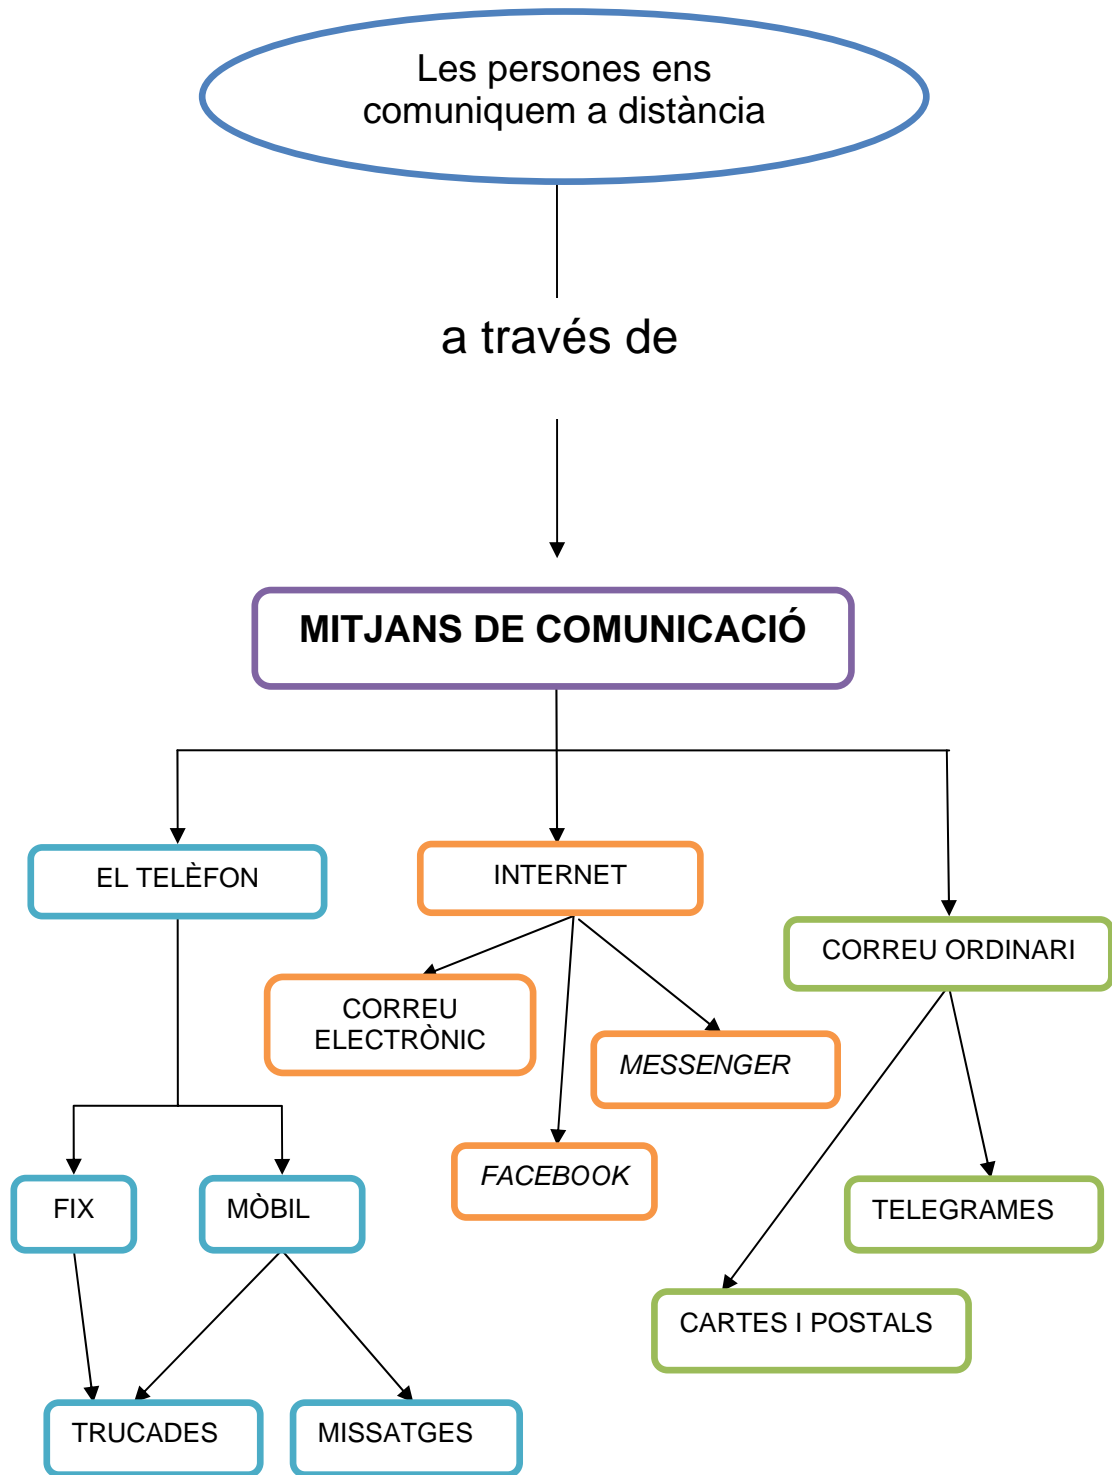 Les persones ens
comuniquem a distància
a través de
MITJANS DE COMUNICACIÓ
EL TELÈFON
INTERNET
CORREU ORDINARI
CORREU
ELECTRÒNIC
MESSENGER
FACEBOOK
FIX
MÒBIL
TELEGRAMES
CARTES I POSTALS
TRUCADES
MISSATGES